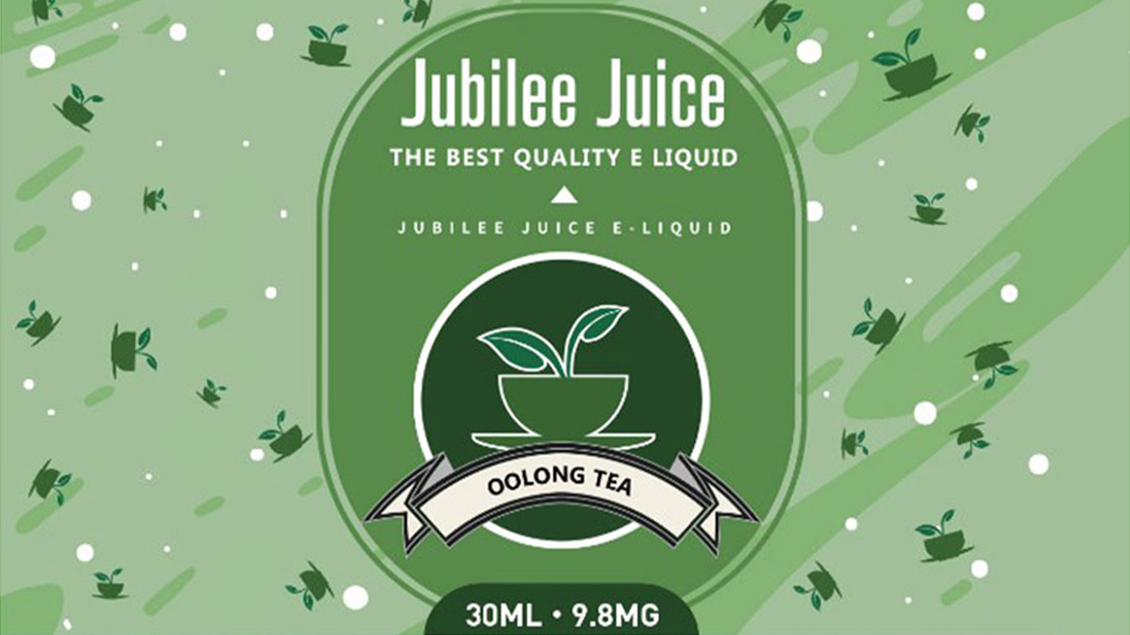 Jubilee Juice
THE BEST QUALITY E LIQUID
JUBILEE JUICE E-LIQUID
OOLONG TEA
30ML • 9.8MG